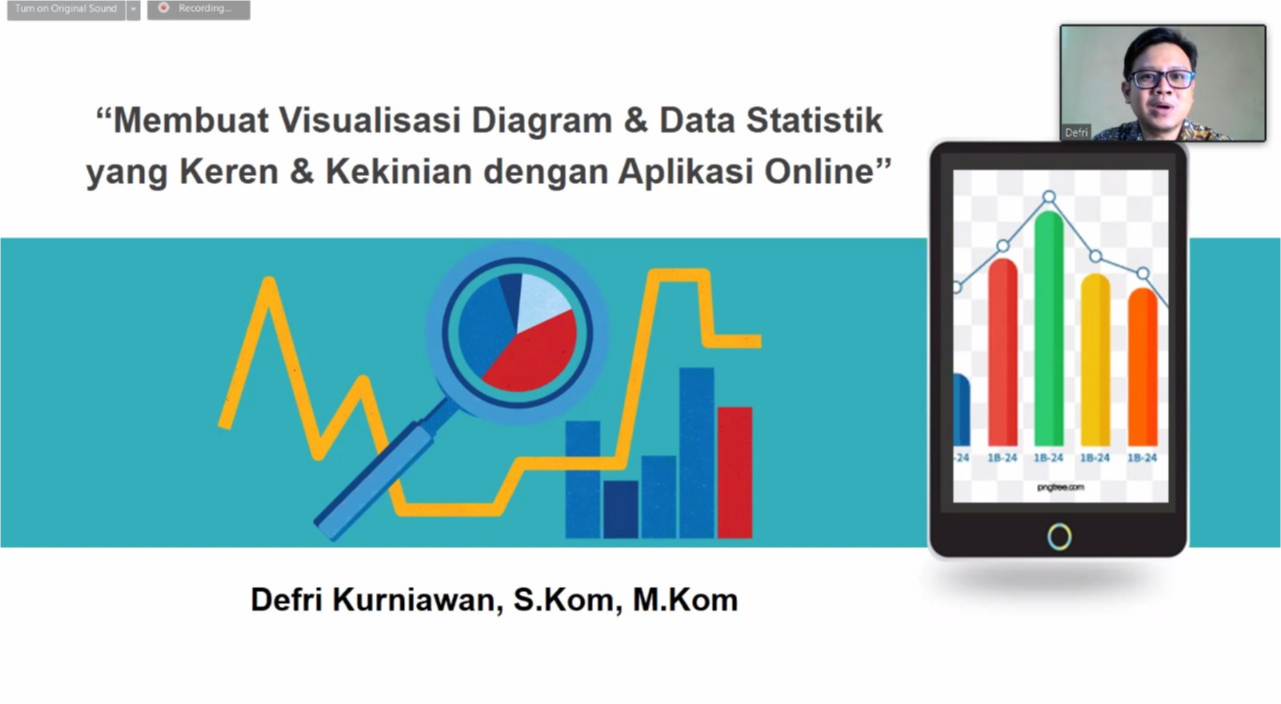 Turn on Original Sound
Recording...
“Membuat Visualisasi Diagram & Data Statistik
yang Keren & Kekinian dengan Aplikasi Online”
Defri
-24 1B-24 1B-24 1B-24 1B-24
pngtree.com
Defri Kurniawan, S.Kom, M.Kom